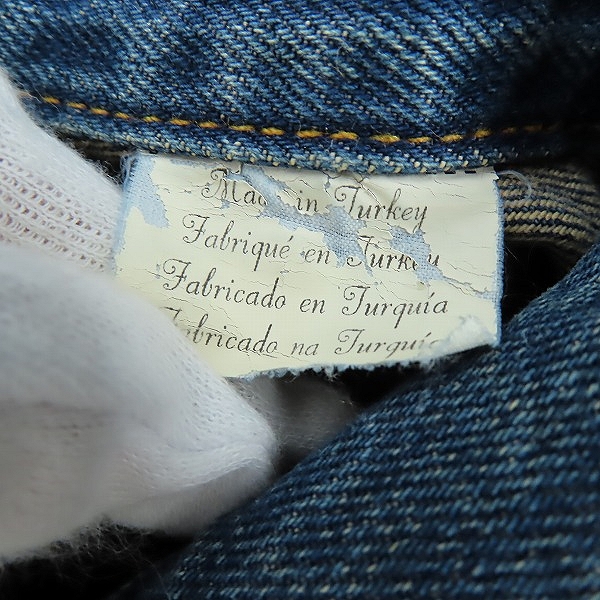 Made in Turkey
Fabriqué en Turkey
Fabricado en Turquía
Fabricado na Turquia